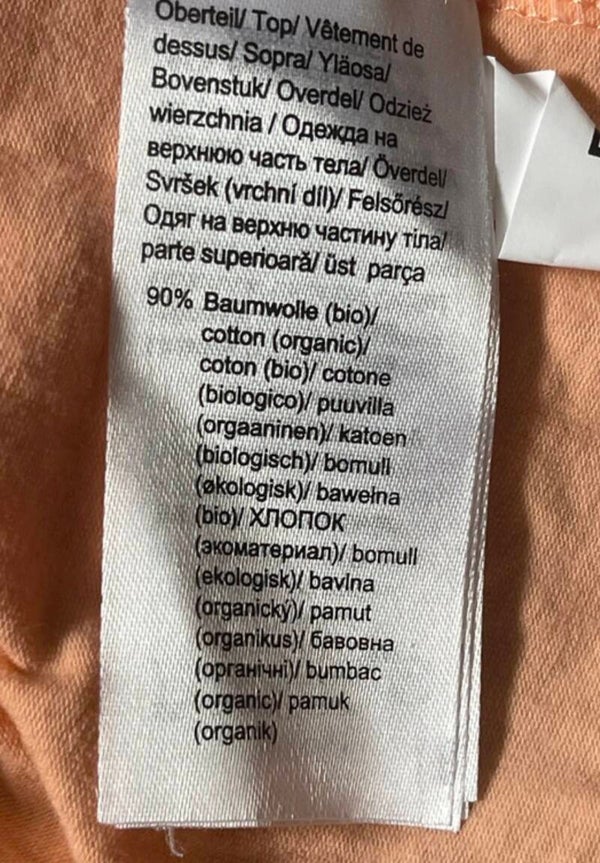 Oberteil/ Top/ Vêtement de
dessus/ Sopra/ Yläosa/
Bovenstuk/ Overdel/ Odzież
wierzchnia / Одежда на
верхнюю часть тела/ Överdel/
Svršek (vrchní díl)/ Felsőrész/
Одяг на верхню частину тіла/
parte superioară/ üst parça
90% Baumwolle (bio)/
cotton (organic)/
coton (bio)/ cotone
(biologico)/ puuvilla
(orgaaninen)/ katoen
(biologisch)/ bomull
(økologisk)/ bawełna
(bio)/ ХЛОПОК
(экоматериал)/ bomull
(ekologisk)/ bavlna
(organický)/ pamut
(organikus)/ бавовна
(органічні)/ bumbac
(organic)/ pamuk
(organik)